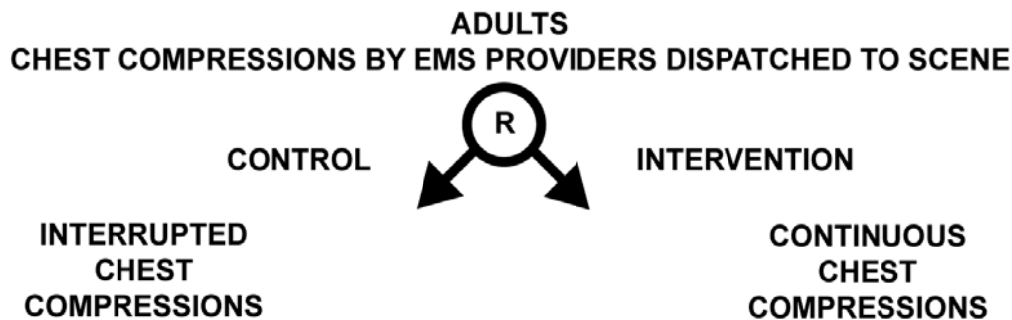 ADULTS
CHEST COMPRESSIONS BY EMS PROVIDERS DISPATCHED TO SCENE
R
CONTROL
INTERVENTION
INTERRUPTED
CHEST
COMPRESSIONS
CONTINUOUS
CHEST
COMPRESSIONS